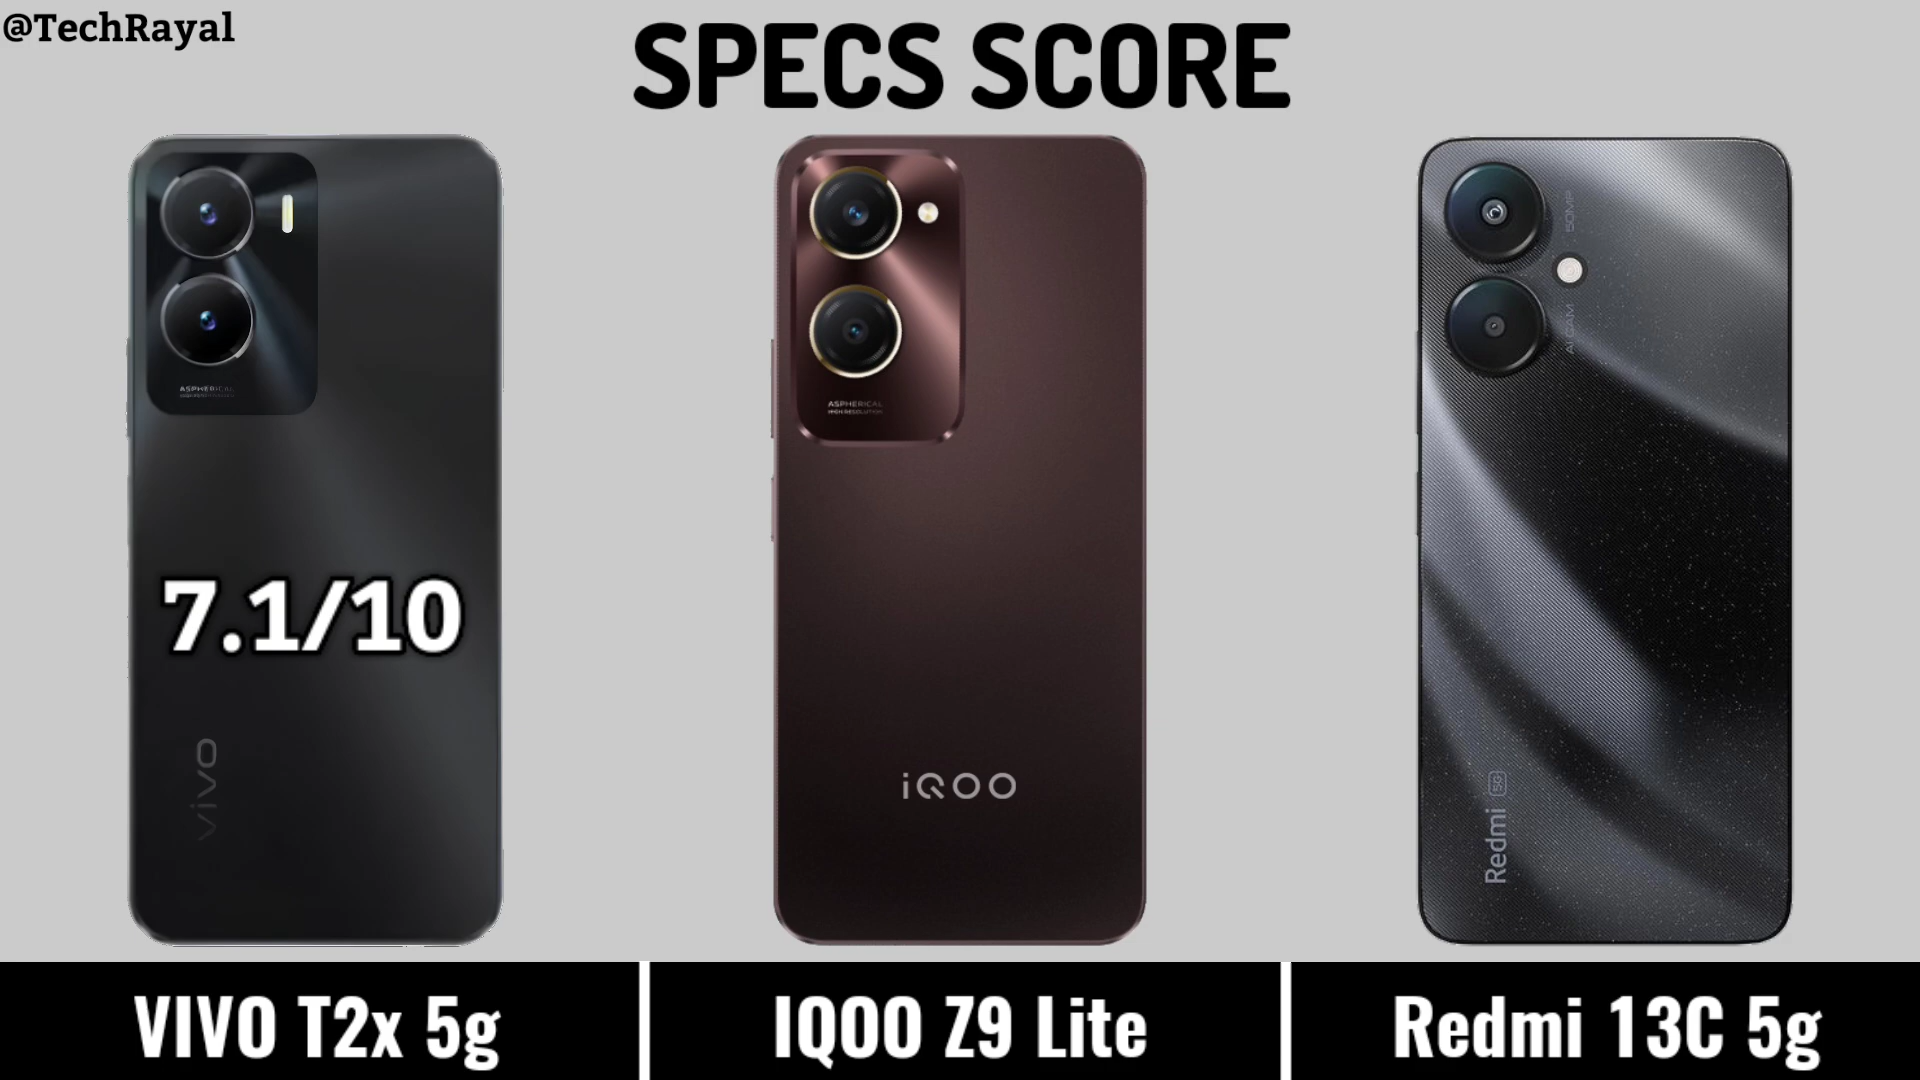 @TechRayal
SPECS SCORE
ASPHERICAL
7.1/10
vivo
ASPHERICAL
HIGH RESOLUTION
iQOO
50MP
AI CAM
Redmi 5G
VIVO T2x 5g
IQOO Z9 Lite
Redmi 13C 5g